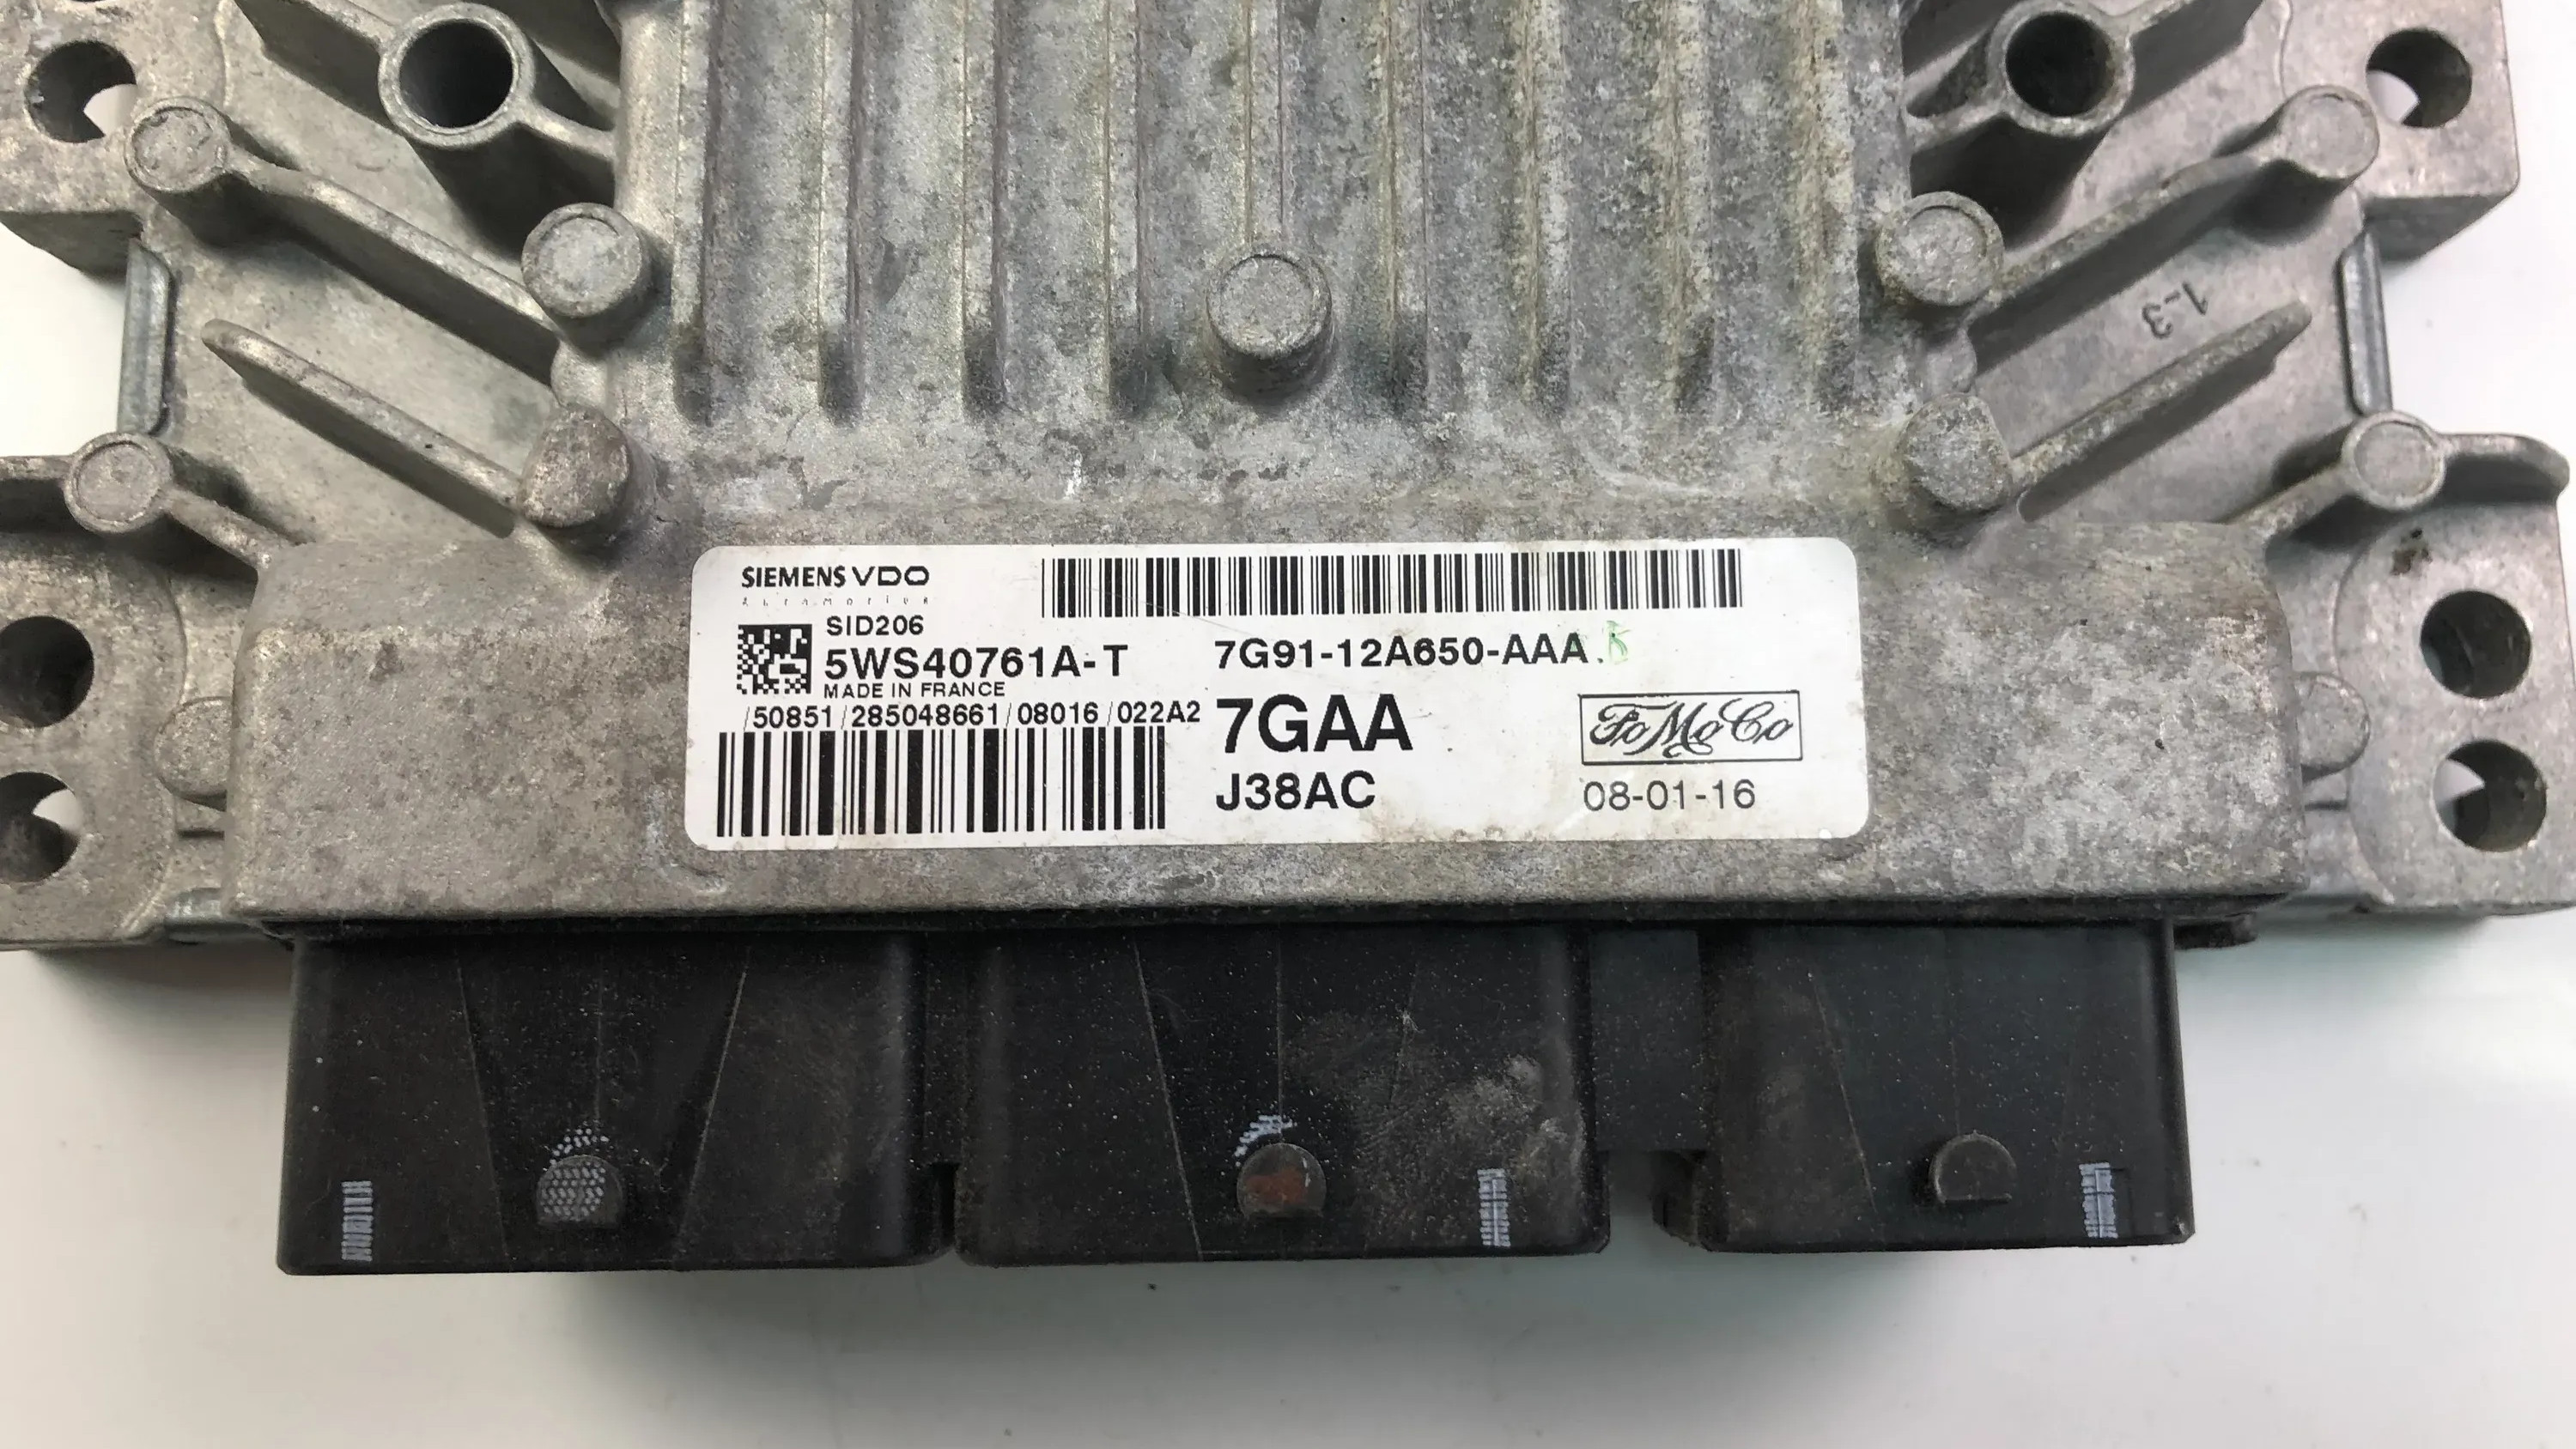 1-3
SIEMENS VDO
Automotive
SID206
5WS40761A-T
MADE IN FRANCE
/50851/285048661/08016/022A2
7G91-12A650-AAA.
7GAA
J38AC
FoMoCo
08-01-16